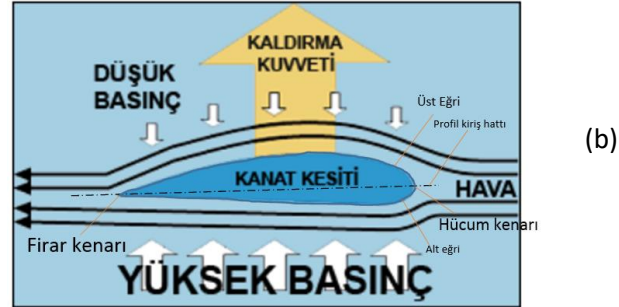 KALDIRMA
KUVVETİ
DÜŞÜK
BASINÇ
Üst Eğri
Profil kiriş hattı
(b)
KANAT KESİTİ
HAVA
Hücum kenarı
Firar kenarı
Alt eğri
YÜKSEK BASINÇ